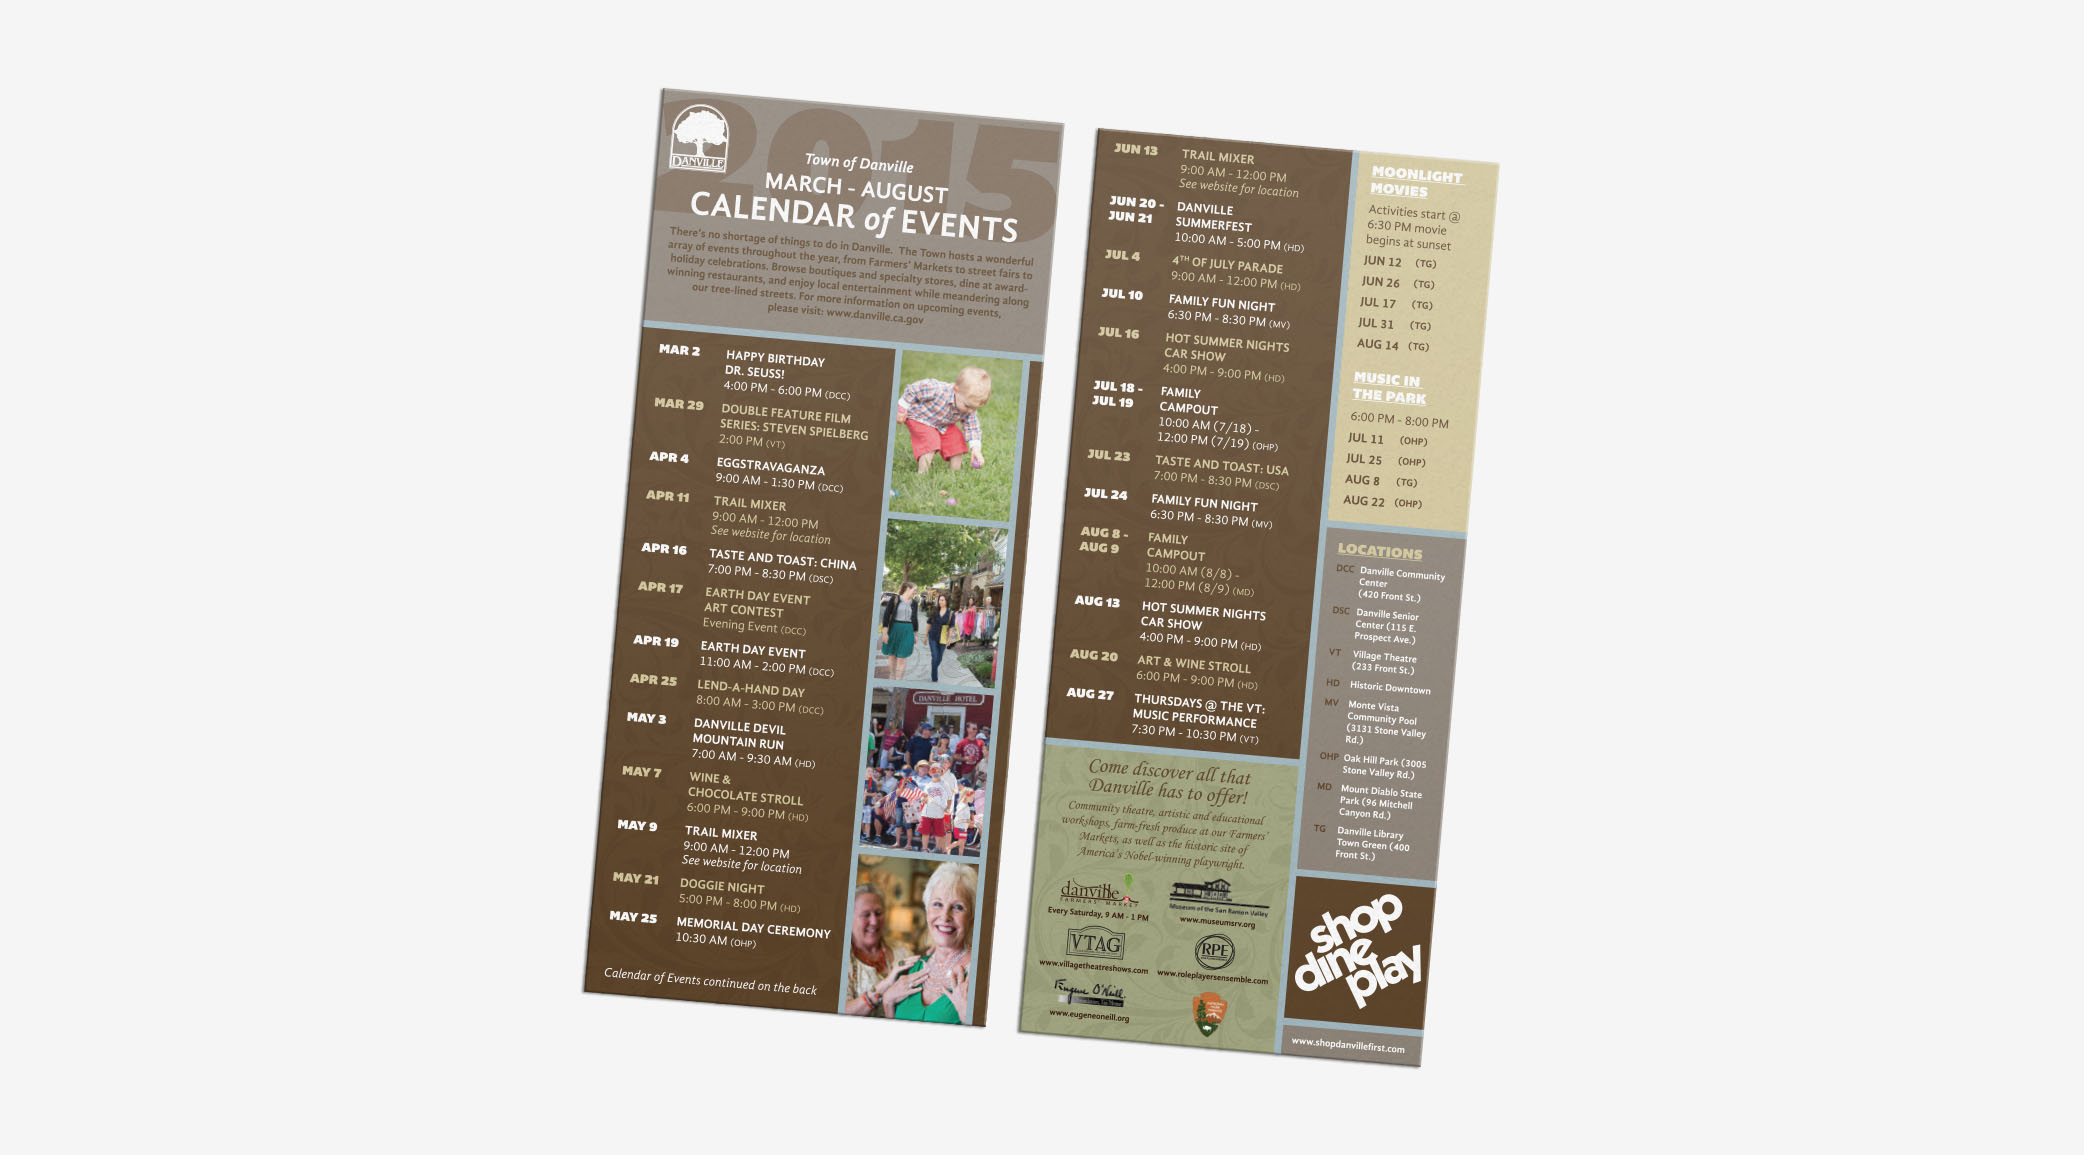 2015
DANVILLE
Town of Danville
MARCH - AUGUST
CALENDAR of EVENTS
There's no shortage of things to do in Danville. The Town hosts a wonderful
array of events throughout the year, from Farmers' Markets to street fairs to
holiday celebrations. Browse boutiques and specialty stores, dine at award-
winning restaurants, and enjoy local entertainment while meandering along
our tree-lined streets. For more information on upcoming events,
please visit: www.danville.ca.gov
MAR 2 HAPPY BIRTHDAY
DR. SEUSS!
4:00 PM - 6:00 PM (DCC)
MAR 29 DOUBLE FEATURE FILM
SERIES: STEVEN SPIELBERG
2:00 PM (VT)
APR 4 EGGSTRAVAGANZA
9:00 AM - 1:30 PM (DCC)
APR 11 TRAIL MIXER
9:00 AM - 12:00 PM
See website for location
APR 16 TASTE AND TOAST: CHINA
7:00 PM - 8:30 PM (DSC)
APR 17 EARTH DAY EVENT
ART CONTEST
Evening Event (DCC)
APR 19 EARTH DAY EVENT
11:00 AM - 2:00 PM (DCC)
APR 25 LEND-A-HAND DAY
8:00 AM - 3:00 PM (DCC)
MAY 3 DANVILLE DEVIL
MOUNTAIN RUN
7:00 AM - 9:30 AM (HD)
MAY 7 WINE &
CHOCOLATE STROLL
6:00 PM - 9:00 PM (HD)
MAY 9 TRAIL MIXER
9:00 AM - 12:00 PM
See website for location
MAY 21 DOGGIE NIGHT
5:00 PM - 8:00 PM (HD)
MAY 25 MEMORIAL DAY CEREMONY
10:30 AM (OHP)
Calendar of Events continued on the back
DANVILLE HOTEL
JUN 13 TRAIL MIXER
9:00 AM - 12:00 PM
See website for location
JUN 20 - DANVILLE
JUN 21 SUMMERFEST
10:00 AM - 5:00 PM (HD)
JUL 4 4TH OF JULY PARADE
9:00 AM - 12:00 PM (HD)
JUL 10 FAMILY FUN NIGHT
6:30 PM - 8:30 PM (MV)
JUL 16 HOT SUMMER NIGHTS
CAR SHOW
4:00 PM - 9:00 PM (HD)
JUL 18 - FAMILY
JUL 19 CAMPOUT
10:00 AM (7/18) -
12:00 PM (7/19) (OHP)
JUL 23 TASTE AND TOAST: USA
7:00 PM - 8:30 PM (DSC)
JUL 24 FAMILY FUN NIGHT
6:30 PM - 8:30 PM (MV)
AUG 8 - FAMILY
AUG 9 CAMPOUT
10:00 AM (8/8) -
12:00 PM (8/9) (MD)
AUG 13 HOT SUMMER NIGHTS
CAR SHOW
4:00 PM - 9:00 PM (HD)
AUG 20 ART & WINE STROLL
6:00 PM - 9:00 PM (HD)
AUG 27 THURSDAYS @ THE VT:
MUSIC PERFORMANCE
7:30 PM - 10:30 PM (VT)
MOONLIGHT
MOVIES
Activities start @
6:30 PM movie
begins at sunset
JUN 12 (TG)
JUN 26 (TG)
JUL 17 (TG)
JUL 31 (TG)
AUG 14 (TG)
MUSIC IN
THE PARK
6:00 PM - 8:00 PM
JUL 11 (OHP)
JUL 25 (OHP)
AUG 8 (TG)
AUG 22 (OHP)
LOCATIONS
DCC Danville Community
Center
(420 Front St.)
DSC Danville Senior
Center (115 E.
Prospect Ave.)
VT Village Theatre
(233 Front St.)
HD Historic Downtown
MV Monte Vista
Community Pool
(3131 Stone Valley
Rd.)
OHP Oak Hill Park (3005
Stone Valley Rd.)
MD Mount Diablo State
Park (96 Mitchell
Canyon Rd.)
TG Danville Library
Town Green (400
Front St.)
Come discover all that
Danville has to offer!
Community theatre, artistic and educational
workshops, farm-fresh produce at our Farmers'
Markets, as well as the historic site of
America's Nobel-winning playwright.
danville
FARMERS' MARKET
Every Saturday, 9 AM - 1 PM
Museum of the San Ramon Valley
www.museumsrv.org
VTAG
www.villagetheatreshows.com
RPE
www.roleplayersensemble.com
Eugene O'Neill
www.eugeneoneill.org
shop
dine
play
www.shopdanvillefirst.com